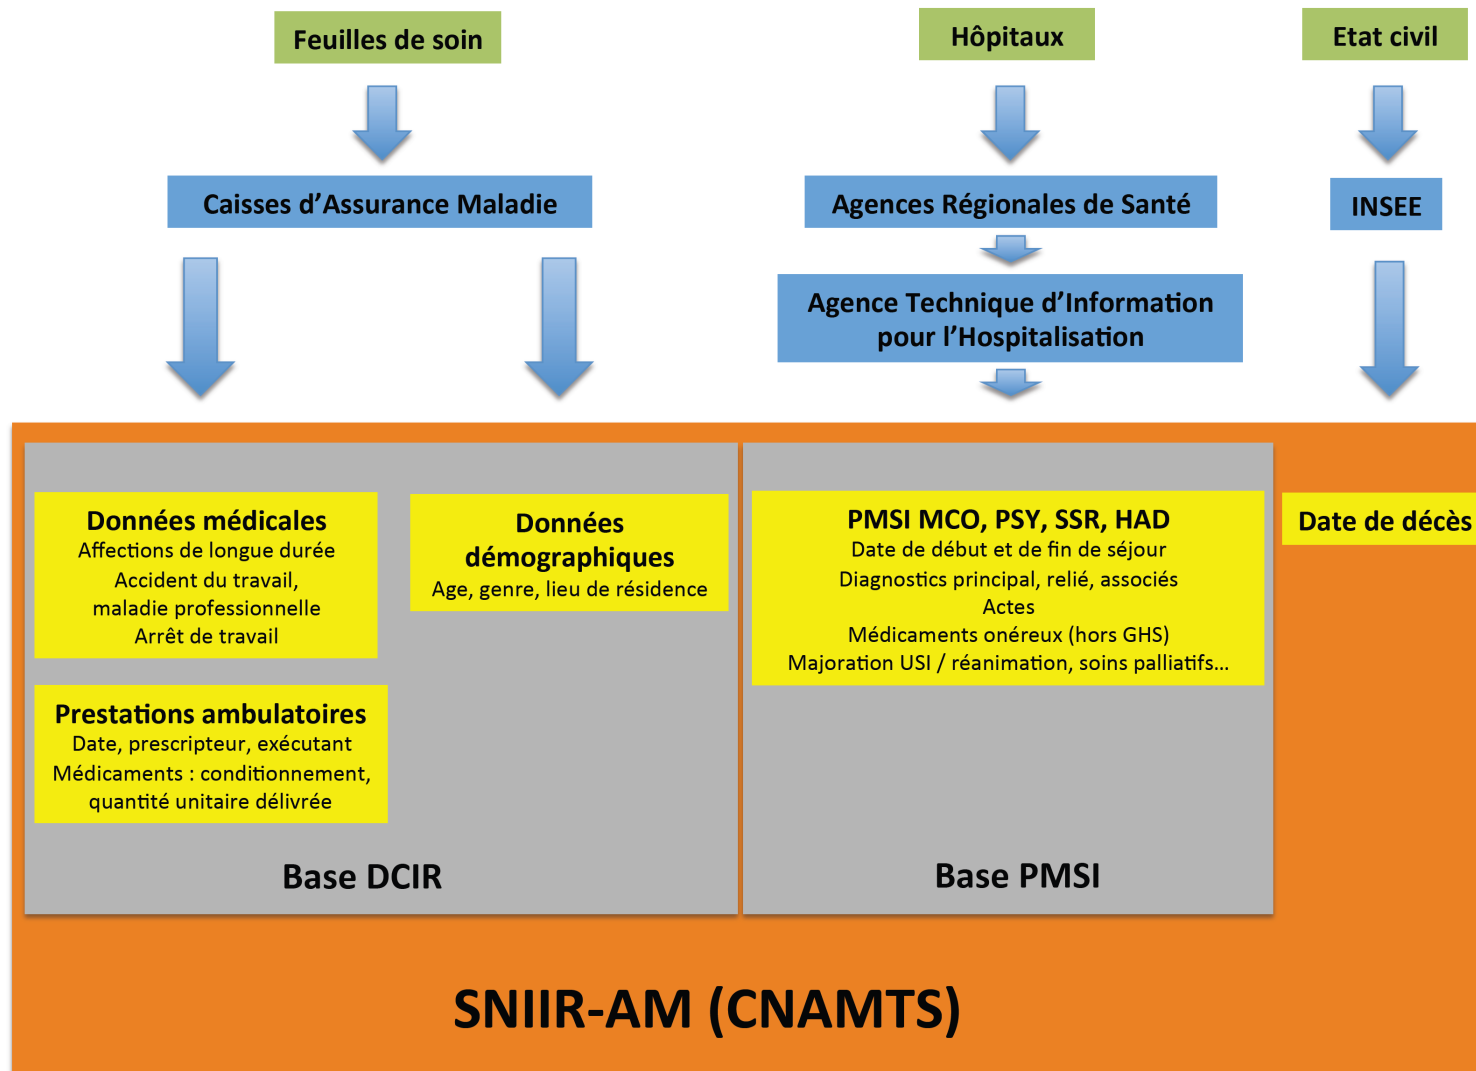 Feuilles de soin
Hôpitaux
Etat civil
Caisses d'Assurance Maladie
Agences Régionales de Santé
INSEE
Agence Technique d'Information
pour l'Hospitalisation
Données médicales
Affections de longue durée
Accident du travail,
maladie professionnelle
Arrêt de travail
Données
démographiques
Age, genre, lieu de résidence
PMSI MCO, PSY, SSR, HAD
Date de début et de fin de séjour
Diagnostics principal, relié, associés
Actes
Médicaments onéreux (hors GHS)
Majoration USI / réanimation, soins palliatifs...
Date de décès
Prestations ambulatoires
Date, prescripteur, exécutant
Médicaments : conditionnement,
quantité unitaire délivrée
Base DCIR
Base PMSI
SNIIR-AM (CNAMTS)